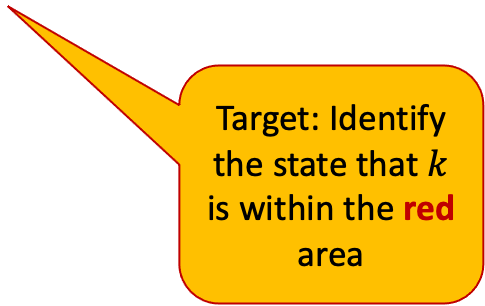 Target: Identify
the state that k
is within the red
area